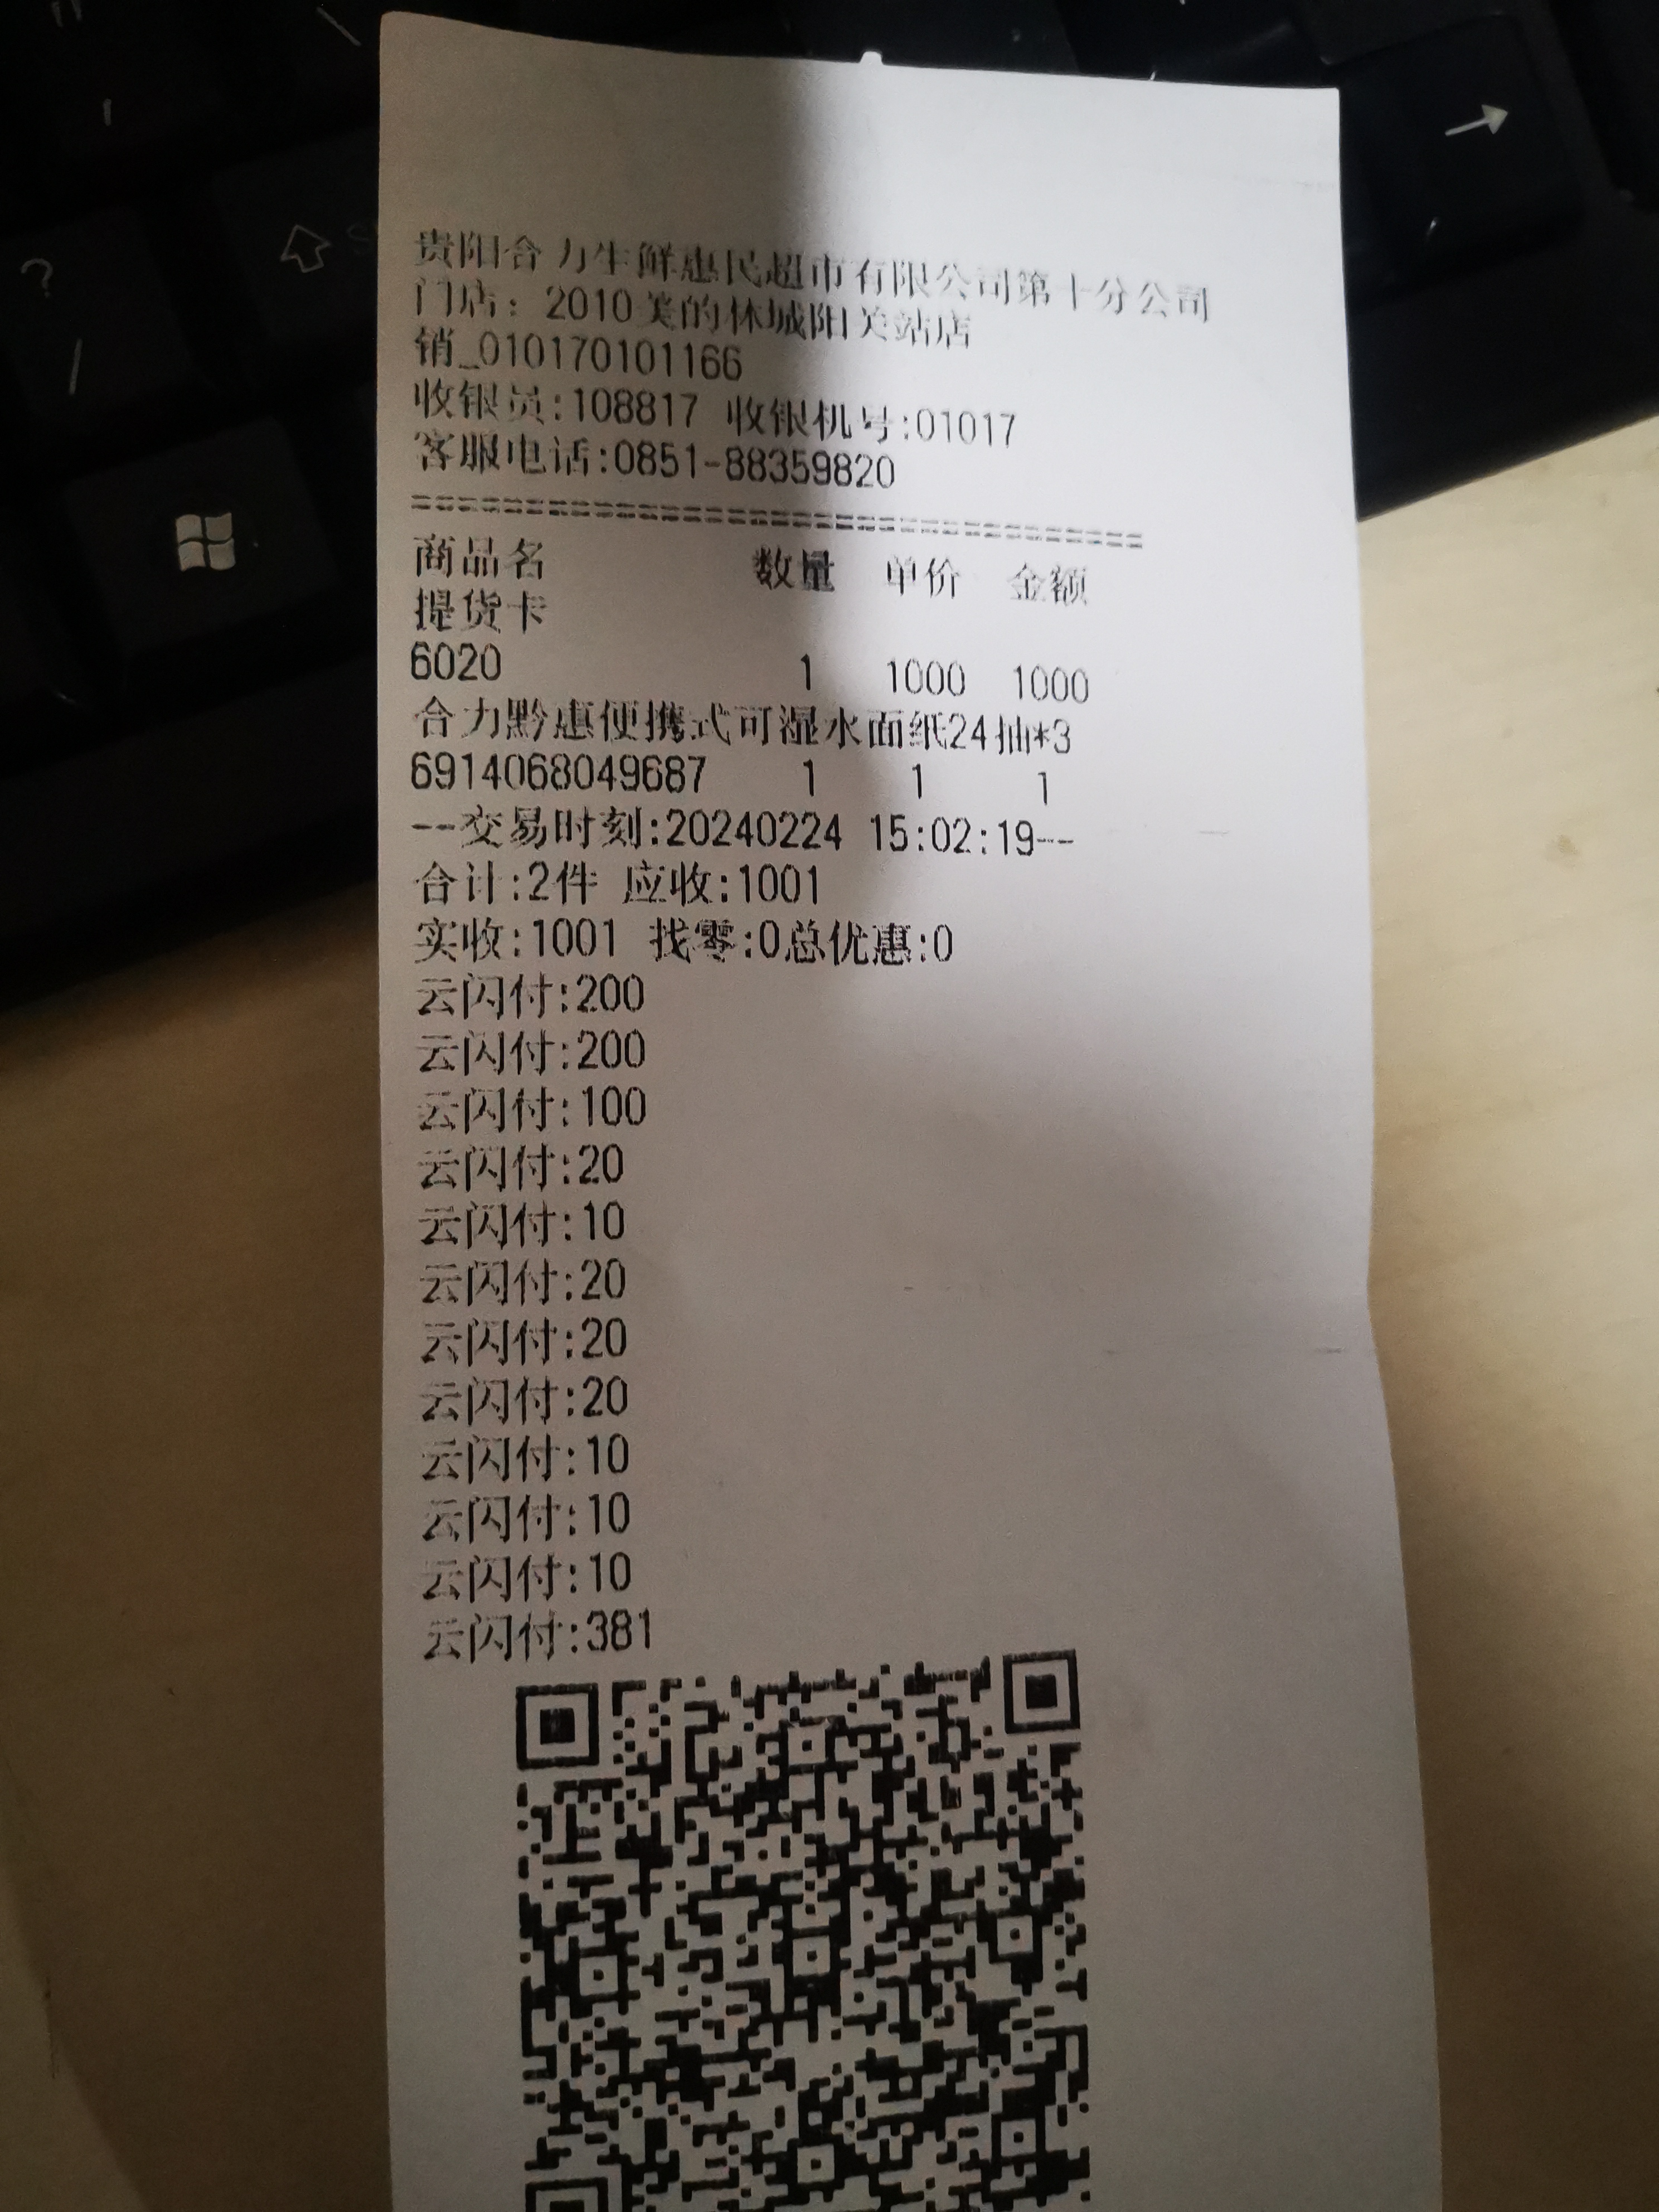 贵阳合力生鲜惠民超市有限公司第十分公司
门店：2010美的林城阳关站店
销_010170101166
收银员:108817 收银机号:01017
客服电话:0851-88359820
==================================
商品名 数量 单价 金额
提货卡
6020 1 1000 1000
合力黔惠便携式可湿水面纸24抽*3
6914068049687 1 1 1
--交易时刻:20240224 15:02:19--
合计:2件 应收:1001
实收:1001 找零:0总优惠:0
云闪付:200
云闪付:200
云闪付:100
云闪付:20
云闪付:10
云闪付:20
云闪付:20
云闪付:20
云闪付:10
云闪付:10
云闪付:10
云闪付:381